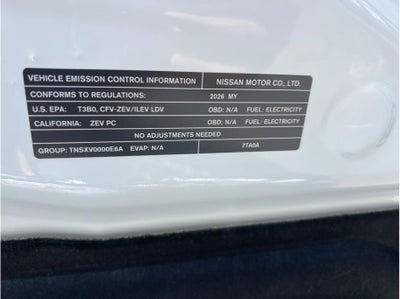 VEHICLE EMISSION CONTROL INFORMATION NISSAN MOTOR CO., LTD.
CONFORMS TO REGULATIONS: 2026 MY
U.S. EPA: T3B0, CFV-ZEV/ILEV LDV OBD: N/A FUEL: ELECTRICITY
CALIFORNIA: ZEV PC OBD: N/A FUEL: ELECTRICITY
NO ADJUSTMENTS NEEDED
GROUP: TNSXV0000E6A EVAP: N/A 7TA0A